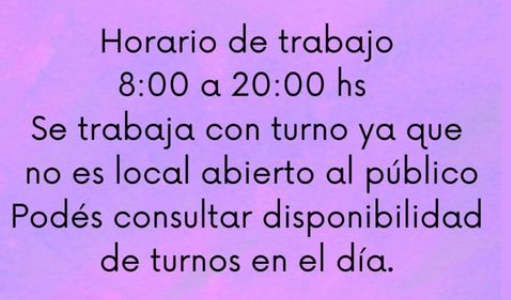 Horario de trabajo
8:00 a 20:00 hs
Se trabaja con turno ya que
no es local abierto al público
Podés consultar disponibilidad
de turnos en el día.